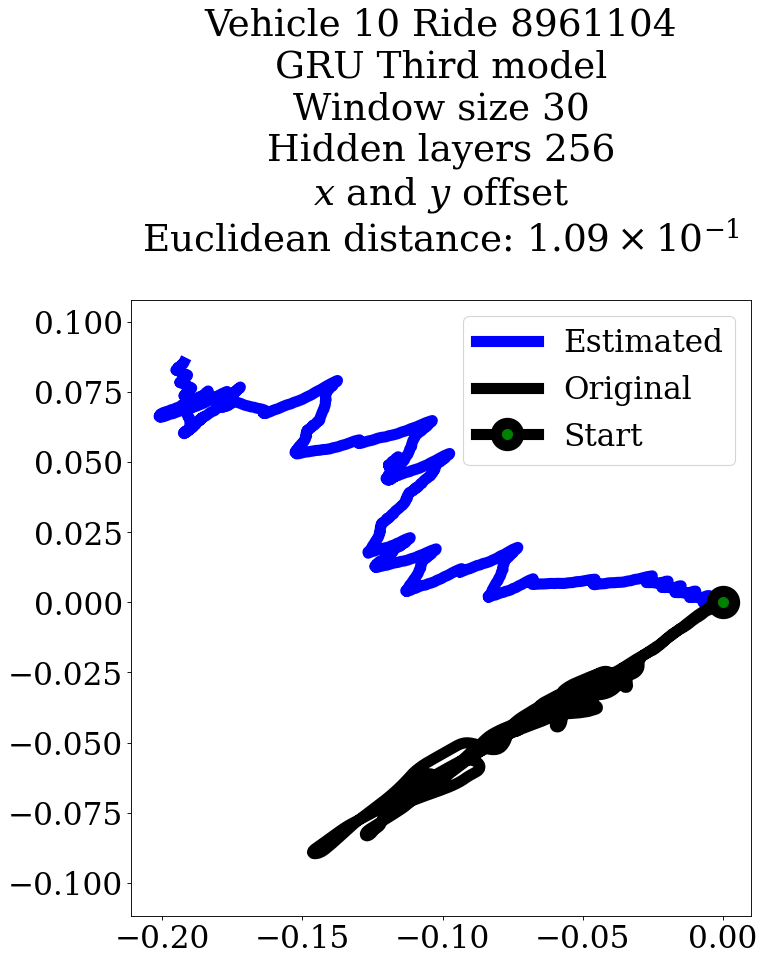 Vehicle 10 Ride 8961104
GRU Third model
Window size 30
Hidden layers 256
x and y offset
Euclidean distance: 1.09 × 10⁻¹
Estimated
Original
Start
0.100
0.075
0.050
0.025
0.000
−0.025
−0.050
−0.075
−0.100
−0.20 −0.15 −0.10 −0.05 0.00